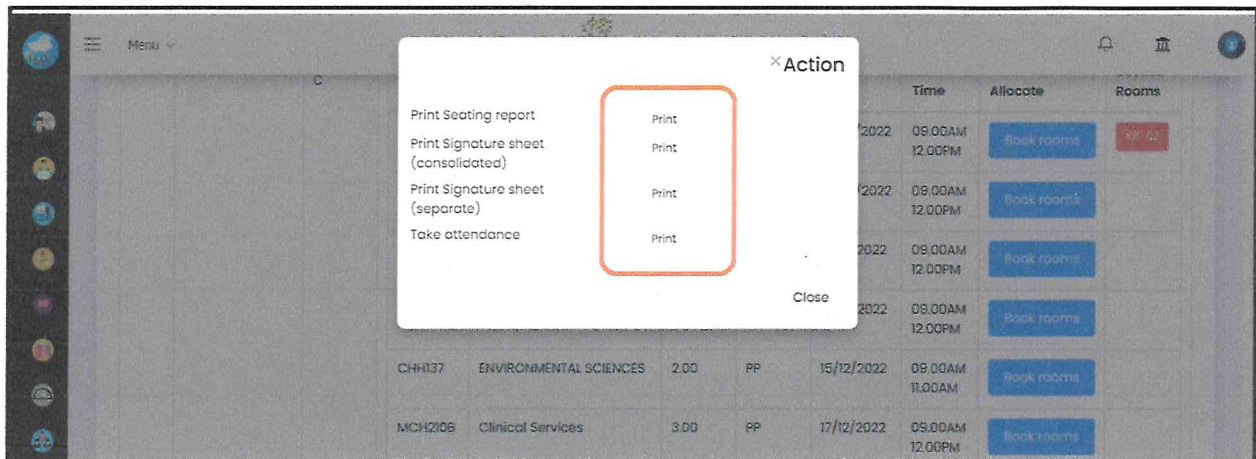 Menu
×Action
C
Time Allocate
Rooms
Print Seating report Print
Print Signature sheet Print
(consolidated)
Print Signature sheet Print
(separate)
Take attendance Print
Close
/2022 09.00AM Book rooms
12.00PM
/2022 09.00AM Book rooms
12.00PM
2022 09.00AM Book rooms
12.00PM
2022 09.00AM Book rooms
12.00PM
CHH137 ENVIRONMENTAL SCIENCES 2.00 PP 15/12/2022 09.00AM Book rooms
11.00AM
MCH2108 Clinical Services 3.00 PP 17/12/2022 09.00AM Book rooms
12.00PM